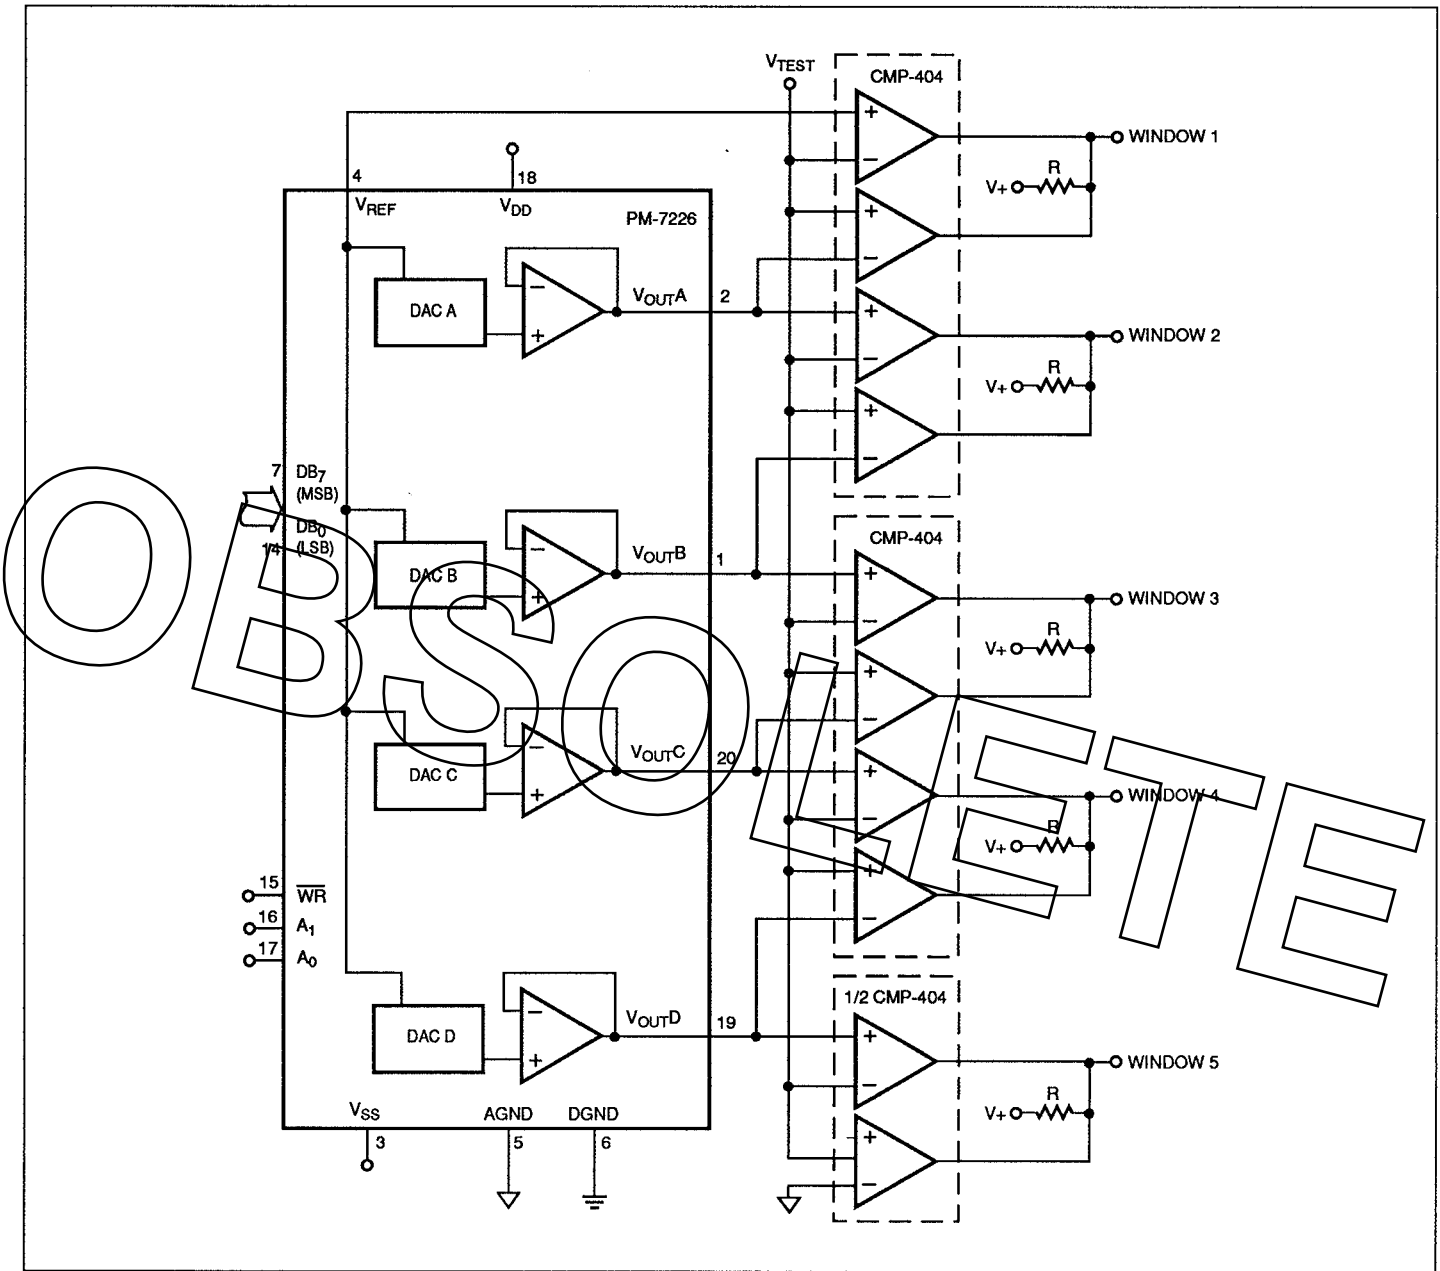 VTEST
CMP-404
+
WINDOW 1
R
V+
−
4
18
VREF
VDD
PM-7226
+
−
DAC A
−
+
VOUTA
2
+
WINDOW 2
R
V+
−
+
−
7
DB7
(MSB)
DB0
(LSB)
14
DAC B
−
+
VOUTB
1
CMP-404
+
WINDOW 3
R
V+
−
+
−
DAC C
−
+
VOUTC
20
+
WINDOW 4
R
V+
−
+
−
15
WR
16
A1
17
A0
DAC D
−
+
VOUTD
19
1/2 CMP-404
+
WINDOW 5
R
V+
−
+
−
VSS
3
AGND
5
DGND
6
OBSOLETE